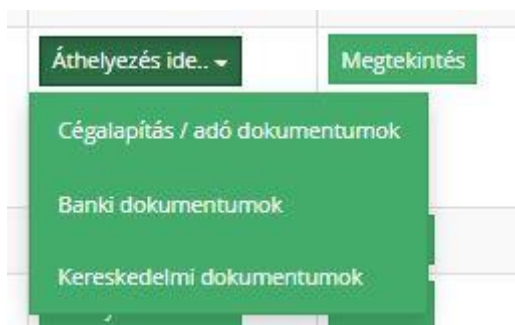 Áthelyezés ide..
Megtekintés
Cégalapítás / adó dokumentumok
Banki dokumentumok
Kereskedelmi dokumentumok